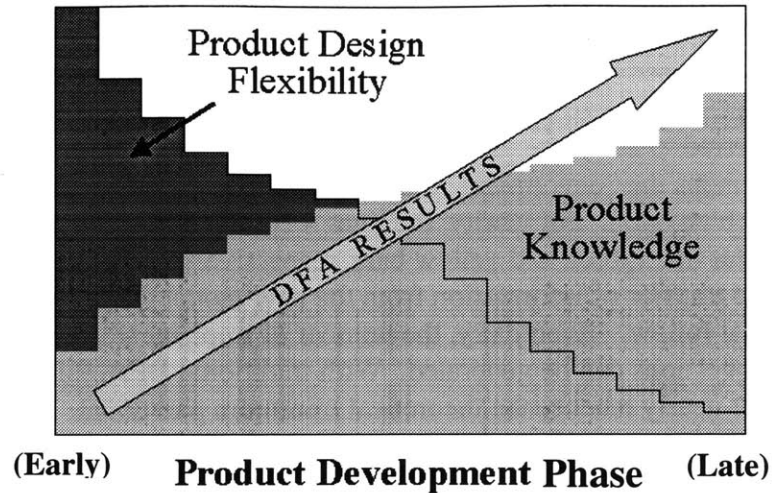 Product Design
Flexibility
DFA RESULTS
Product
Knowledge
(Early)
Product Development Phase
(Late)